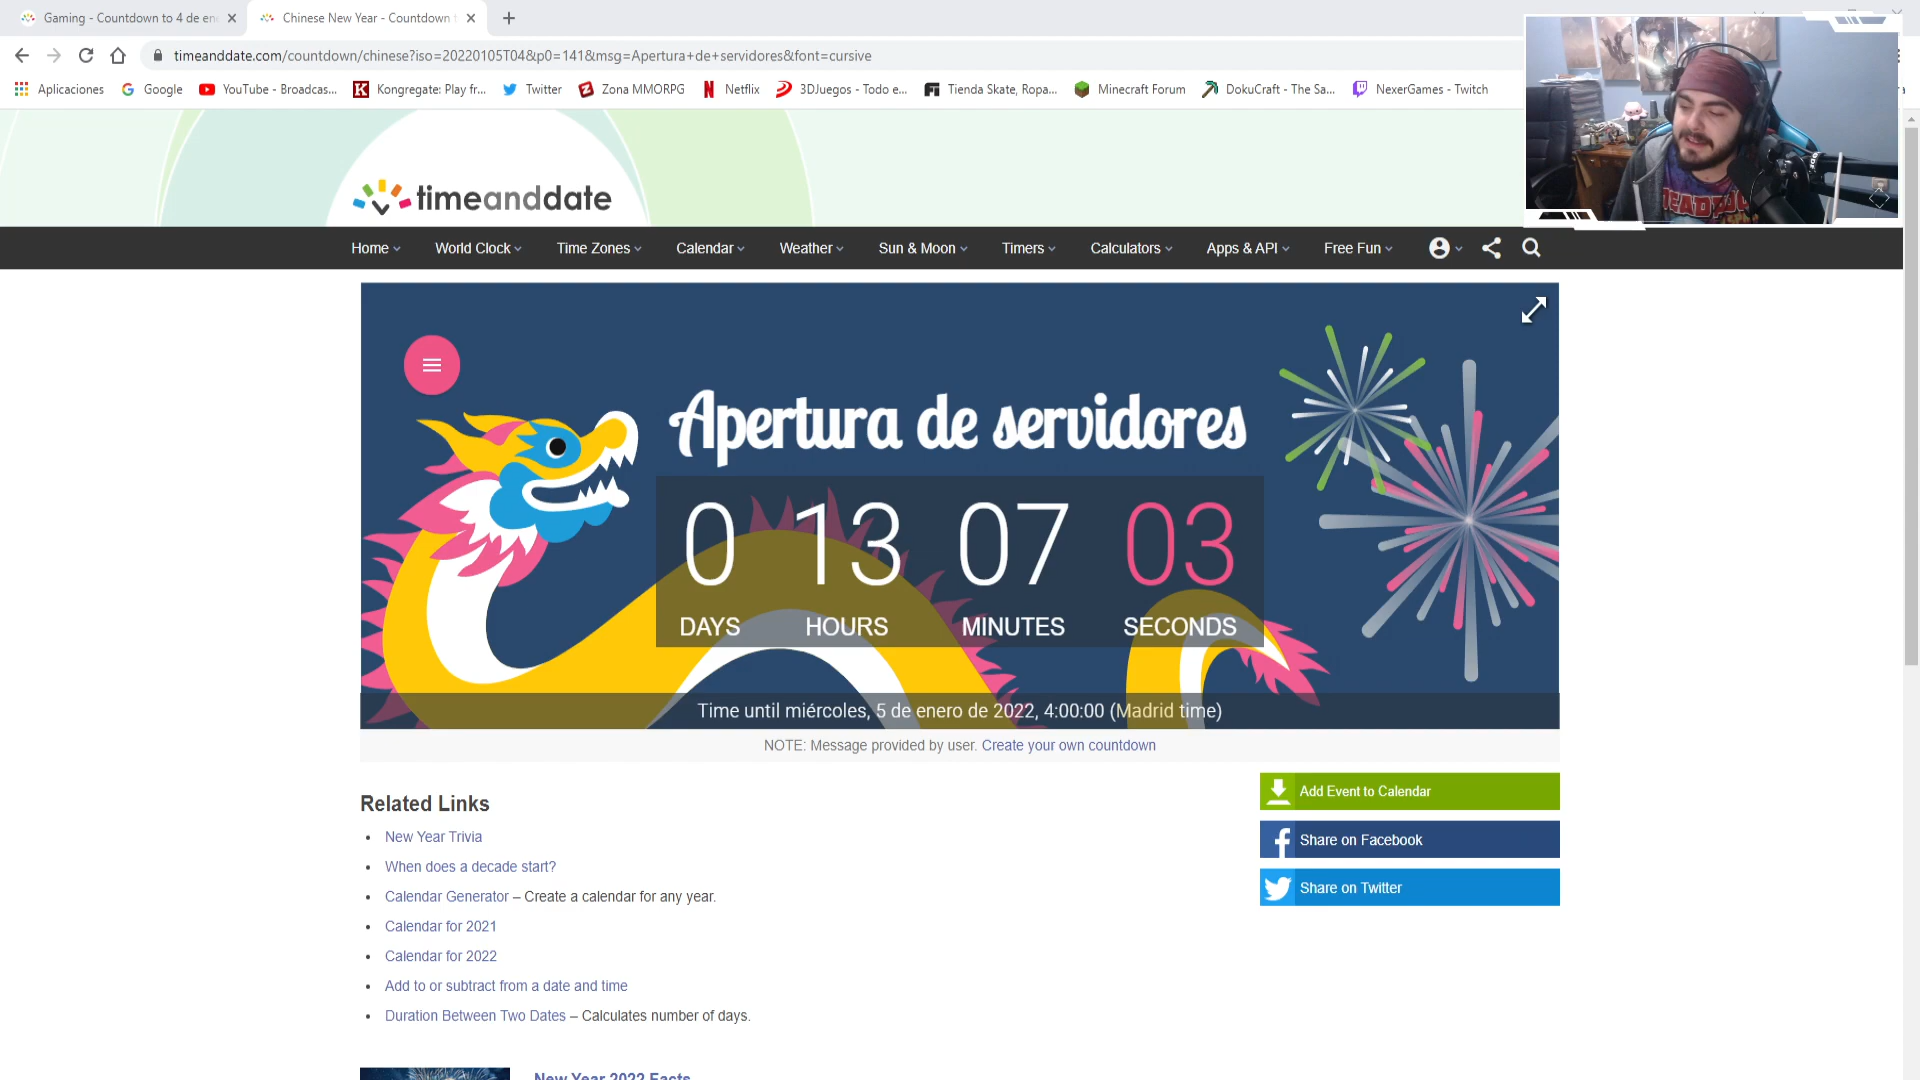 Gaming - Countdown to 4 de en
Chinese New Year - Countdown t
timeanddate.com/countdown/chinese?iso=20220105T04&p0=141&msg=Apertura+de+servidores&font=cursive
Aplicaciones
Google
YouTube - Broadcas...
Kongregate: Play fr...
Twitter
Zona MMORPG
Netflix
3DJuegos - Todo e...
Tienda Skate, Ropa...
Minecraft Forum
DokuCraft - The Sa...
NexerGames - Twitch
timeanddate
Home
World Clock
Time Zones
Calendar
Weather
Sun & Moon
Timers
Calculators
Apps & API
Free Fun
Apertura de servidores
0 13 07 03
DAYS HOURS MINUTES SECONDS
Time until miércoles, 5 de enero de 2022, 4:00:00 (Madrid time)
NOTE: Message provided by user. Create your own countdown
Related Links
New Year Trivia
When does a decade start?
Calendar Generator – Create a calendar for any year.
Calendar for 2021
Calendar for 2022
Add to or subtract from a date and time
Duration Between Two Dates – Calculates number of days.
Add Event to Calendar
Share on Facebook
Share on Twitter
New Year 2022 Facts